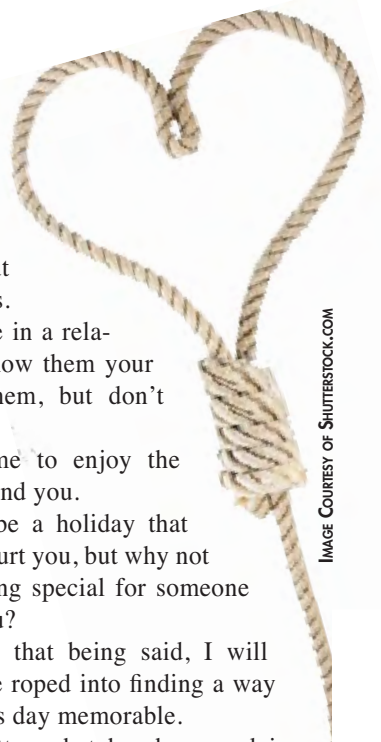 s.
e in a rela-
ow them your
em, but don't
me to enjoy the
nd you.
be a holiday that
urt you, but why not
ng special for someone
u?
that being said, I will
e roped into finding a way
s day memorable.
IMAGE COURTESY OF SHUTTERSTOCK.COM